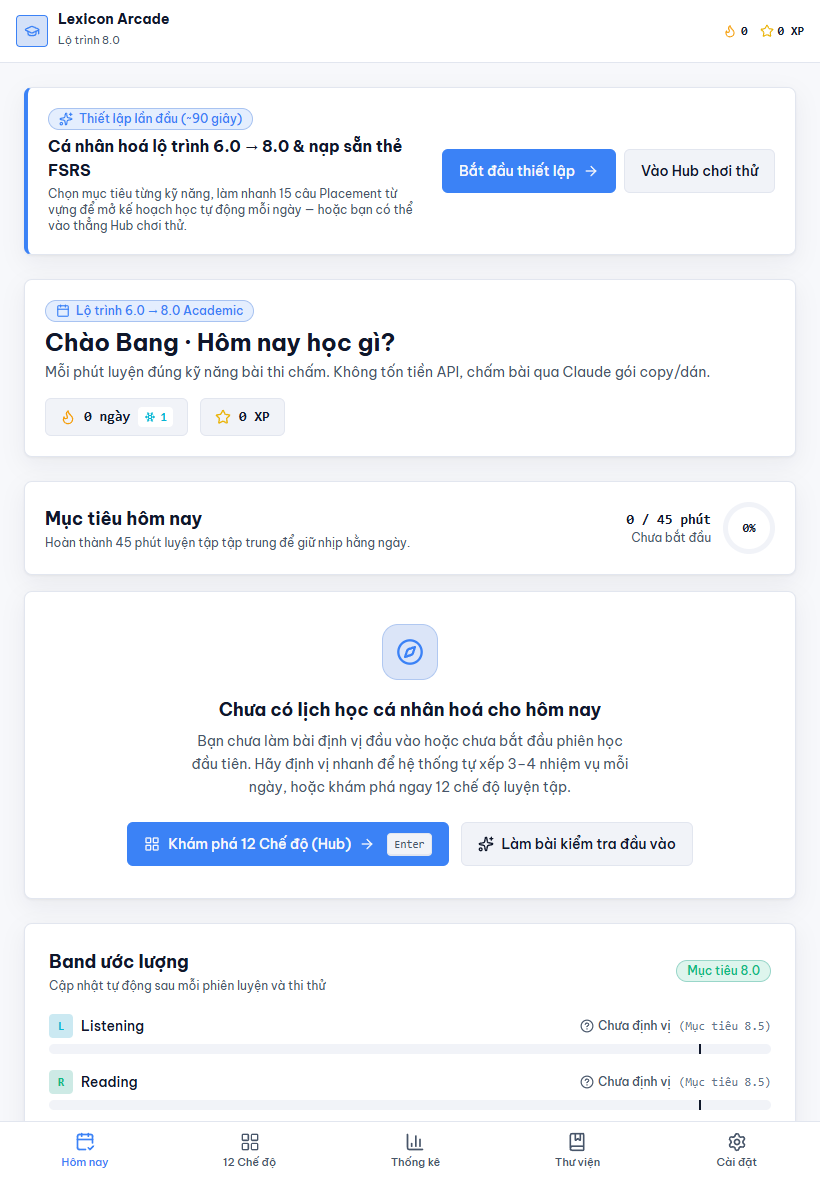 Lexicon Arcade
Lộ trình 8.0
0
0 XP
Thiết lập lần đầu (~90 giây)
Cá nhân hoá lộ trình 6.0 → 8.0 & nạp sẵn thẻ
FSRS
Chọn mục tiêu từng kỹ năng, làm nhanh 15 câu Placement từ
vựng để mở kế hoạch học tự động mỗi ngày — hoặc bạn có thể
vào thẳng Hub chơi thử.
Bắt đầu thiết lập →
Vào Hub chơi thử
Lộ trình 6.0 → 8.0 Academic
Chào Bang · Hôm nay học gì?
Mỗi phút luyện đúng kỹ năng bài thi chấm. Không tốn tiền API, chấm bài qua Claude gói copy/dán.
0 ngày
1
0 XP
Mục tiêu hôm nay
Hoàn thành 45 phút luyện tập tập trung để giữ nhịp hằng ngày.
0 / 45 phút
Chưa bắt đầu
0%
Chưa có lịch học cá nhân hoá cho hôm nay
Bạn chưa làm bài định vị đầu vào hoặc chưa bắt đầu phiên học
đầu tiên. Hãy định vị nhanh để hệ thống tự xếp 3–4 nhiệm vụ mỗi
ngày, hoặc khám phá ngay 12 chế độ luyện tập.
Khám phá 12 Chế độ (Hub) → Enter
Làm bài kiểm tra đầu vào
Band ước lượng
Cập nhật tự động sau mỗi phiên luyện và thi thử
Mục tiêu 8.0
L Listening
Chưa định vị (Mục tiêu 8.5)
R Reading
Chưa định vị (Mục tiêu 8.5)
Hôm nay
12 Chế độ
Thống kê
Thư viện
Cài đặt